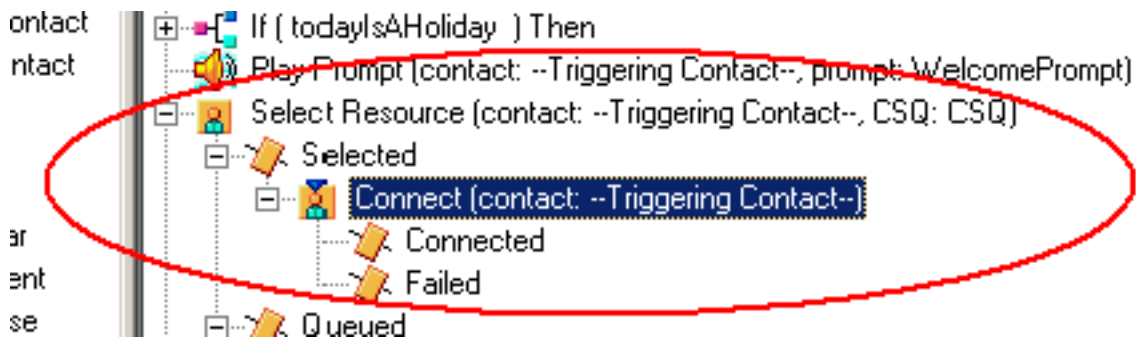 ontact
If ( todayIsAHoliday ) Then
ntact
Play Prompt (contact: --Triggering Contact--, prompt: WelcomePrompt)
Select Resource (contact: --Triggering Contact--, CSQ: CSQ)
Selected
Connect (contact: --Triggering Contact--)
ar
Connected
ent
Failed
se
Queued